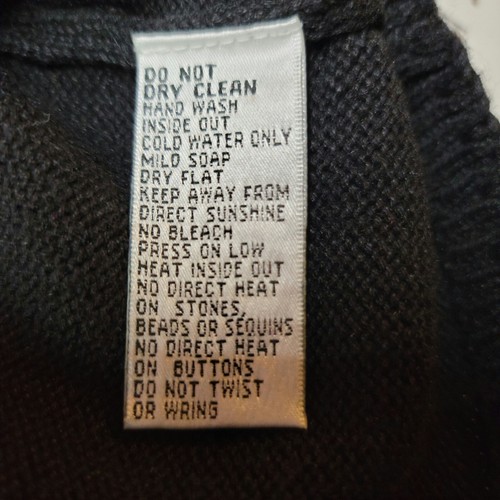 DO NOT
DRY CLEAN
HAND WASH
INSIDE OUT
COLD WATER ONLY
MILD SOAP
DRY FLAT
KEEP AWAY FROM
DIRECT SUNSHINE
NO BLEACH
PRESS ON LOW
HEAT INSIDE OUT
NO DIRECT HEAT
ON STONES,
BEADS OR SEQUINS
NO DIRECT HEAT
ON BUTTONS
DO NOT TWIST
OR WRING